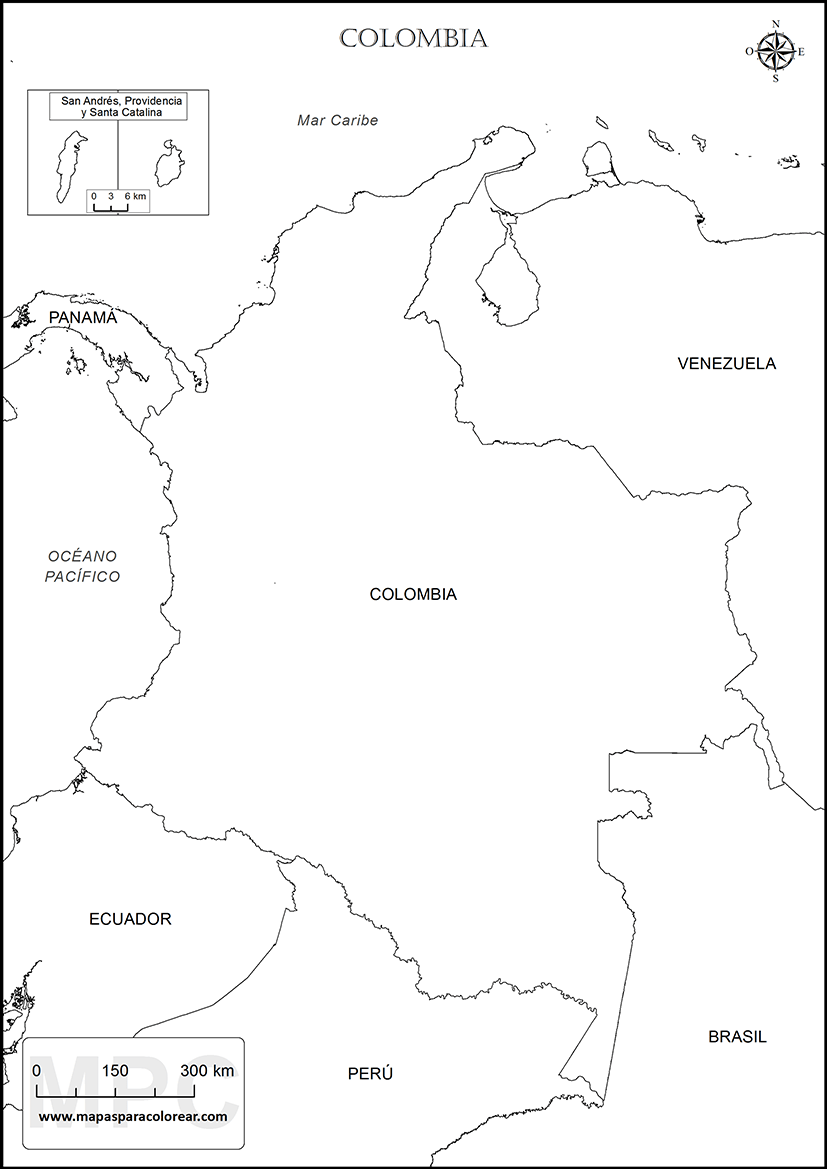 COLOMBIA
N
O
E
S
San Andrés, Providencia
y Santa Catalina
0 3 6 km
Mar Caribe
PANAMÁ
VENEZUELA
OCÉANO
PACÍFICO
COLOMBIA
ECUADOR
BRASIL
PERÚ
MPC
0 150 300 km
www.mapasparacolorear.com